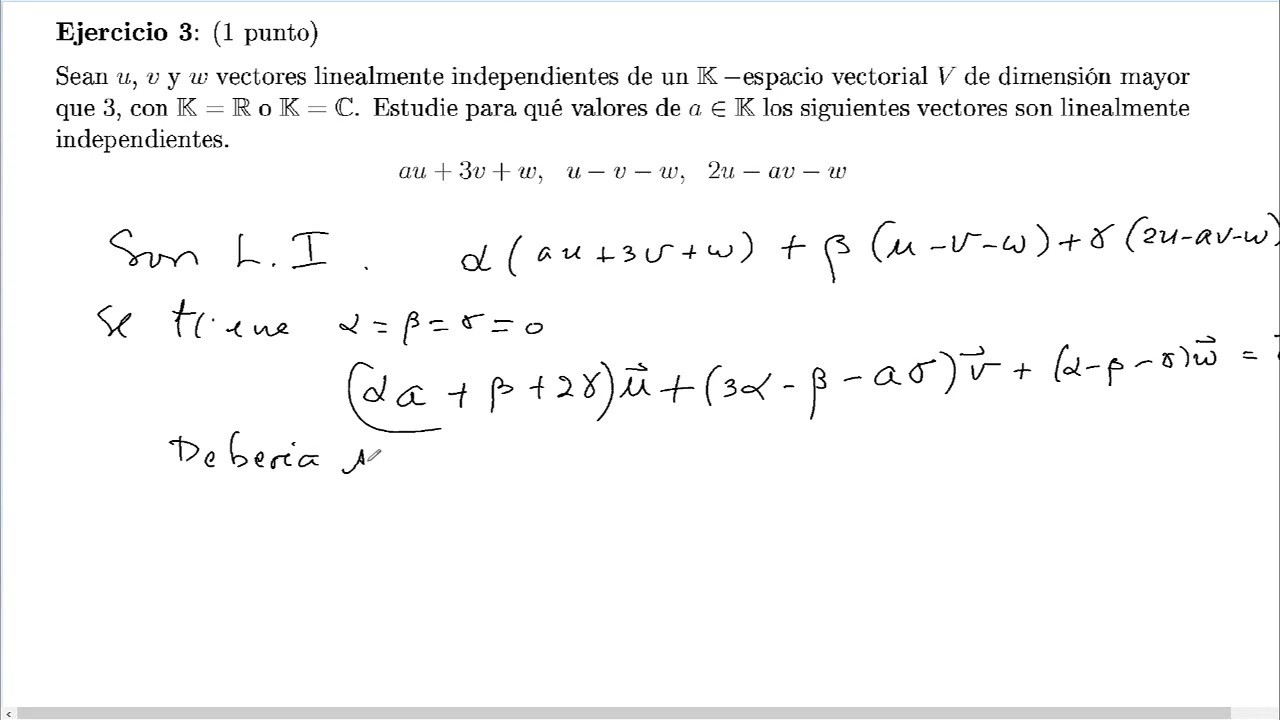 Ejercicio 3: (1 punto)
Sean u, v y w vectores linealmente independientes de un 𝕂−espacio vectorial V de dimensión mayor
que 3, con 𝕂 = ℝ o 𝕂 = ℂ. Estudie para qué valores de a ∈ 𝕂 los siguientes vectores son linealmente
independientes.
au + 3v + w, u − v − w, 2u − av − w
Son L.I. α(au+3v+w) + β(u-v-w)+γ(2u-av-w)
Se tiene α=β=γ=0
(αa + β+2γ)u⃗+(3α-β-aγ)v⃗+(α-β-γ)w⃗ =
Deberia